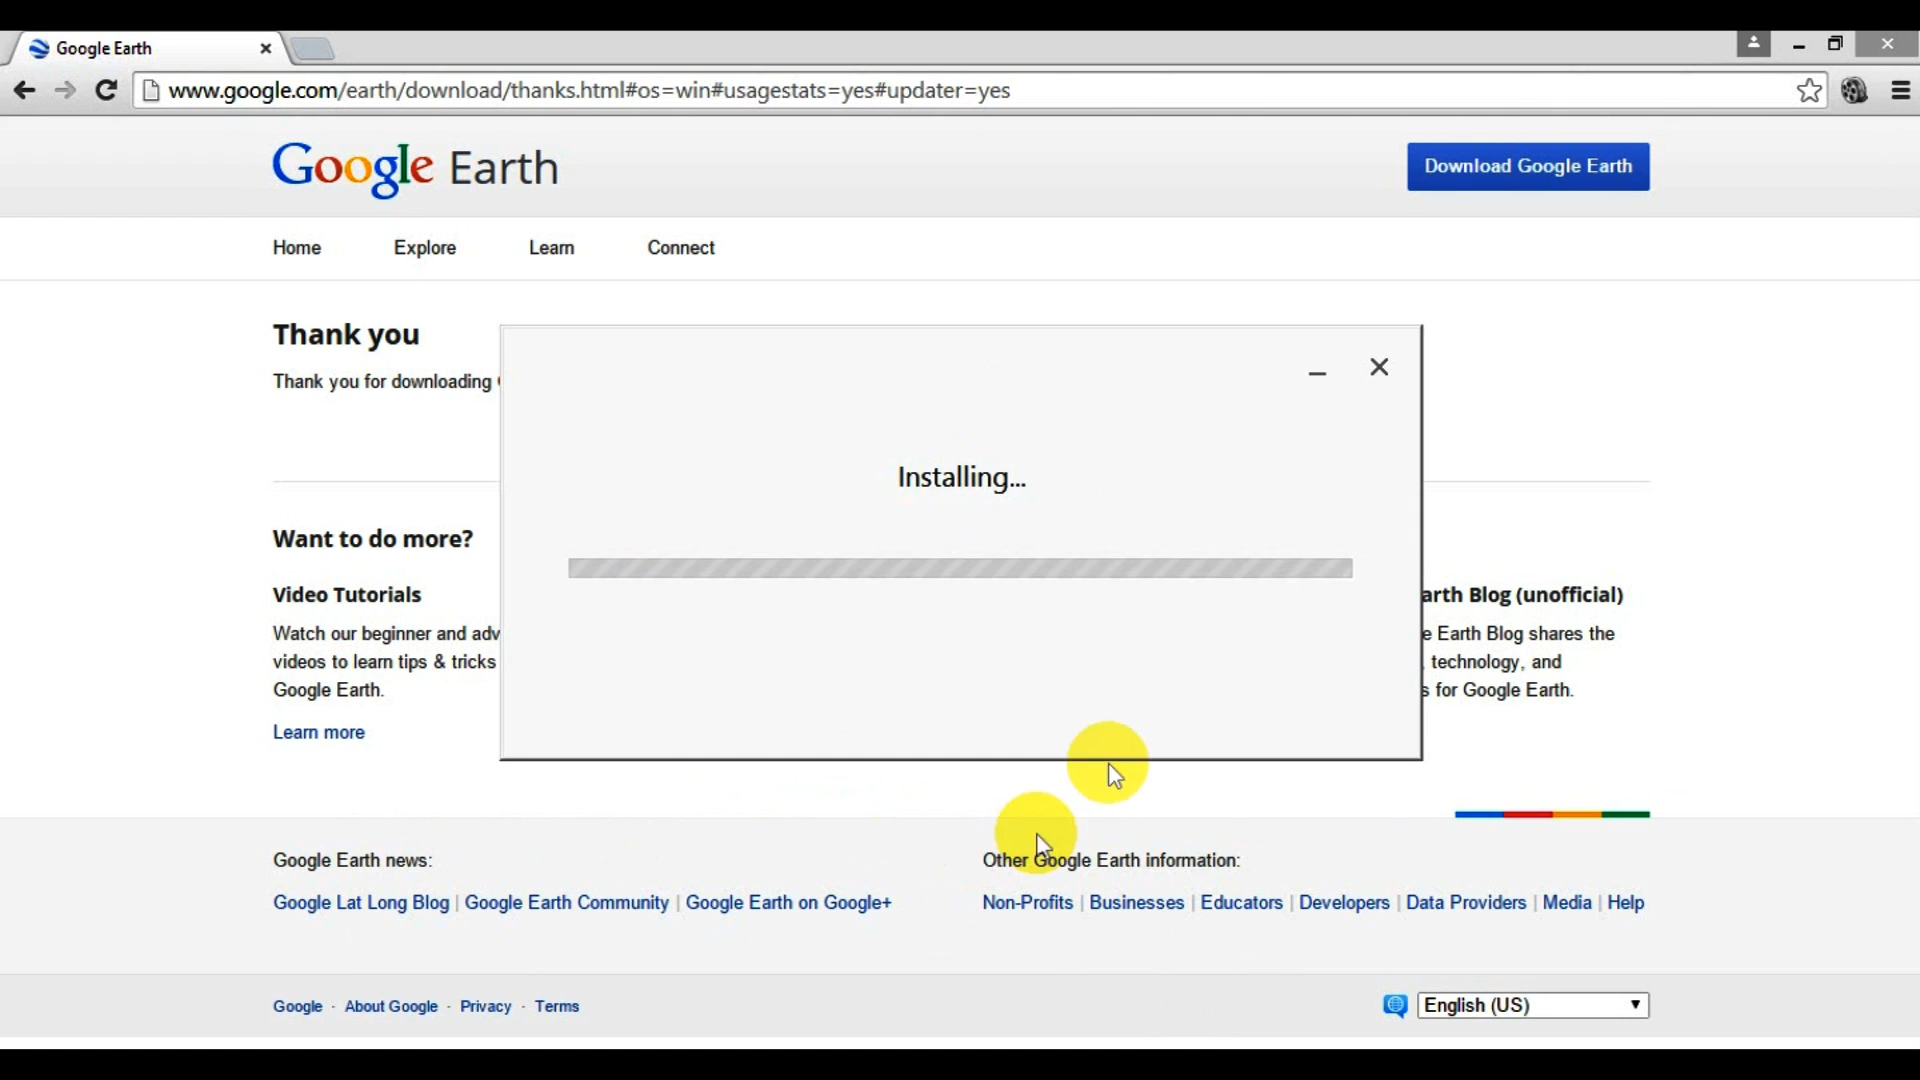 Google Earth
www.google.com/earth/download/thanks.html#os=win#usagestats=yes#updater=yes
Google Earth
Download Google Earth
Home Explore Learn Connect
Thank you
Thank you for downloading
Installing...
Want to do more?
Video Tutorials
Watch our beginner and adv
videos to learn tips & tricks
Google Earth.
Learn more
arth Blog (unofficial)
e Earth Blog shares the
, technology, and
s for Google Earth.
Google Earth news:
Google Lat Long Blog | Google Earth Community | Google Earth on Google+
Other Google Earth information:
Non-Profits | Businesses | Educators | Developers | Data Providers | Media | Help
Google · About Google · Privacy · Terms
English (US)